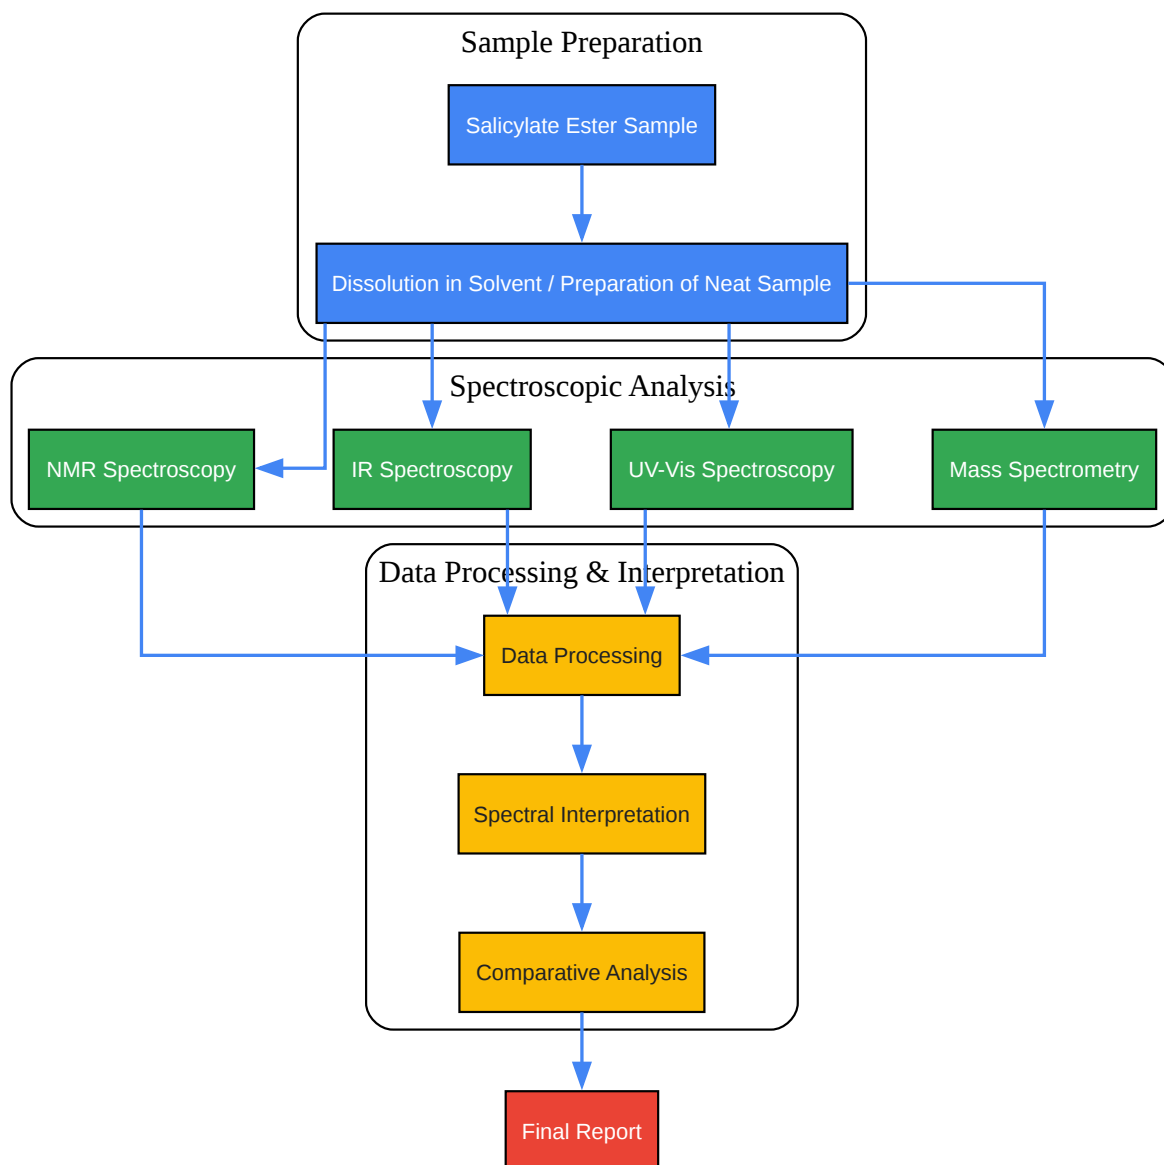 Sample Preparation
Salicylate Ester Sample
Dissolution in Solvent / Preparation of Neat Sample
Spectroscopic Analysis
NMR Spectroscopy
IR Spectroscopy
UV-Vis Spectroscopy
Mass Spectrometry
Data Processing & Interpretation
Data Processing
Spectral Interpretation
Comparative Analysis
Final Report